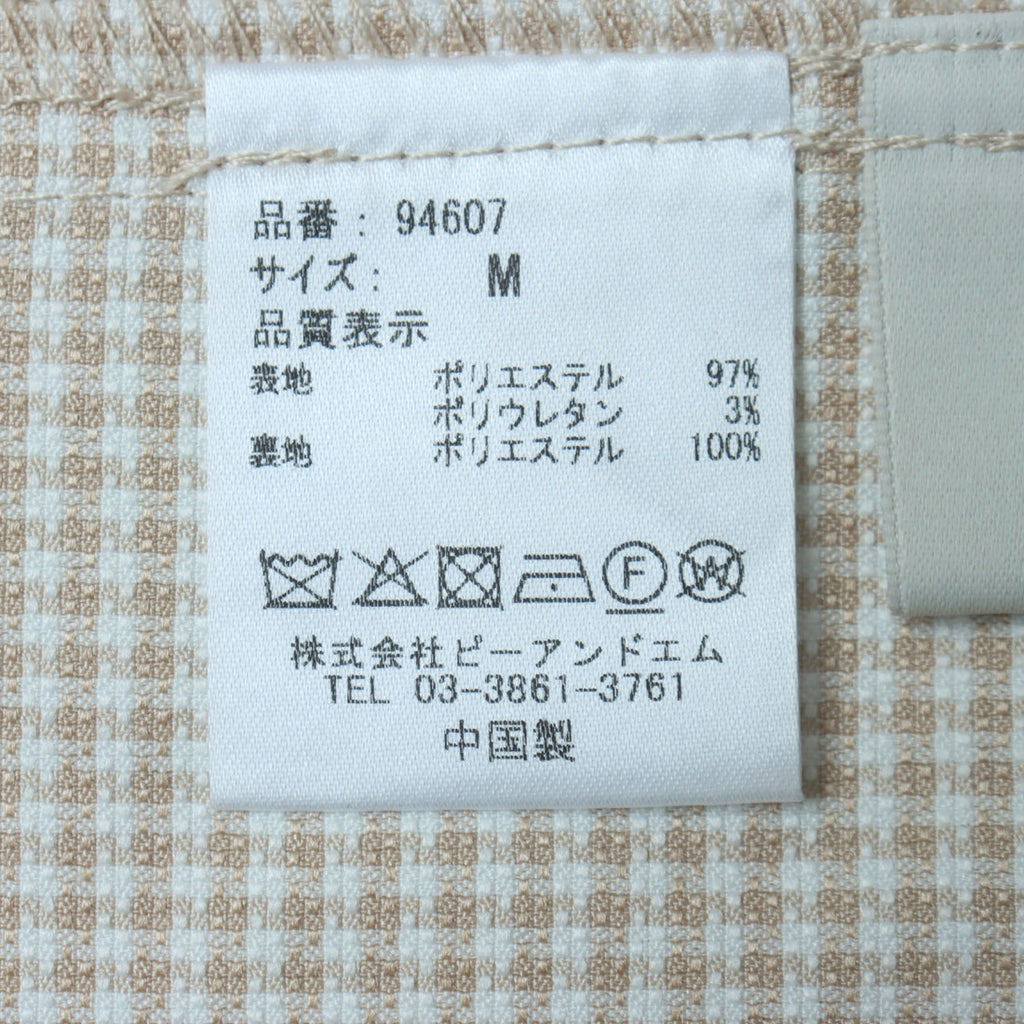 品番： 94607
サイズ： M
品質表示
表地 ポリエステル 97%
ポリウレタン 3%
裏地 ポリエステル 100%
F W
株式会社ピーアンドエム
TEL 03-3861-3761
中国製